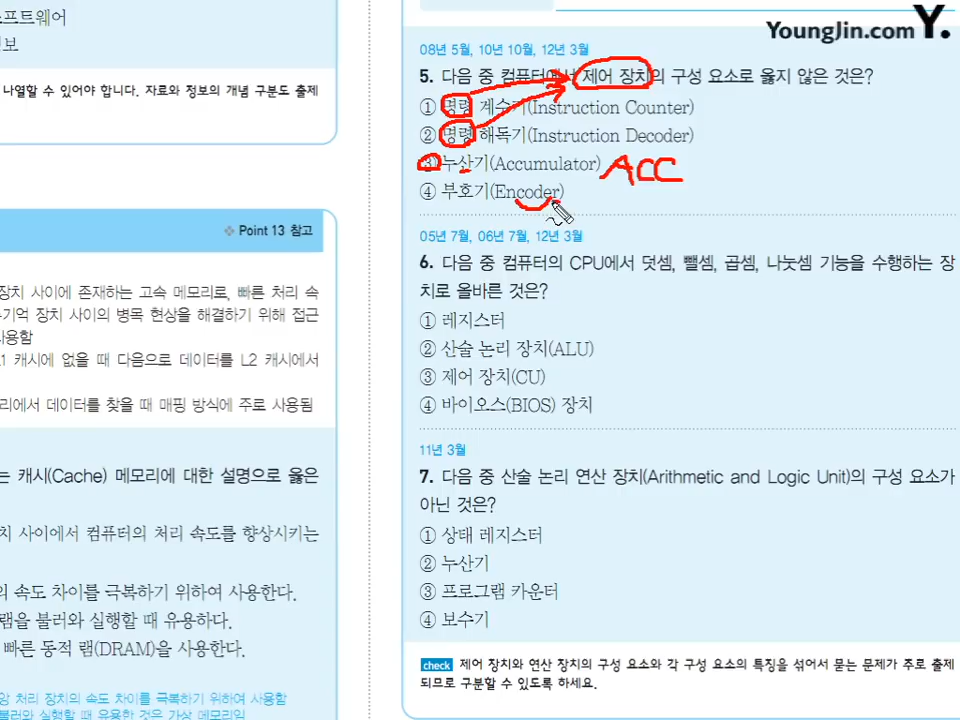 소프트웨어
정보
나열할 수 있어야 합니다. 자료와 정보의 개념 구분도 출제
❖ Point 13 참고
장치 사이에 존재하는 고속 메모리로, 빠른 처리 속
기억 장치 사이의 병목 현상을 해결하기 위해 접근
사용함
1 캐시에 없을 때 다음으로 데이터를 L2 캐시에서
리에서 데이터를 찾을 때 매핑 방식에 주로 사용됨
는 캐시(Cache) 메모리에 대한 설명으로 옳은
치 사이에서 컴퓨터의 처리 속도를 향상시키는
의 속도 차이를 극복하기 위하여 사용한다.
램을 불러와 실행할 때 유용하다.
빠른 동적 램(DRAM)을 사용한다.
앙 처리 장치의 속도 차이를 극복하기 위하여 사용함
불러와 실행할 때 유용한 것은 가상 메모리임
YoungJin.com Y.
08년 5월, 10년 10월, 12년 3월
5. 다음 중 컴퓨터에서 제어 장치의 구성 요소로 옳지 않은 것은?
① 명령 계수기(Instruction Counter)
② 명령 해독기(Instruction Decoder)
③ 누산기(Accumulator) ACC
④ 부호기(Encoder)
05년 7월, 06년 7월, 12년 3월
6. 다음 중 컴퓨터의 CPU에서 덧셈, 뺄셈, 곱셈, 나눗셈 기능을 수행하는 장
치로 올바른 것은?
① 레지스터
② 산술 논리 장치(ALU)
③ 제어 장치(CU)
④ 바이오스(BIOS) 장치
11년 3월
7. 다음 중 산술 논리 연산 장치(Arithmetic and Logic Unit)의 구성 요소가
아닌 것은?
① 상태 레지스터
② 누산기
③ 프로그램 카운터
④ 보수기
check 제어 장치와 연산 장치의 구성 요소와 각 구성 요소의 특징을 섞어서 묻는 문제가 주로 출제
되므로 구분할 수 있도록 하세요.